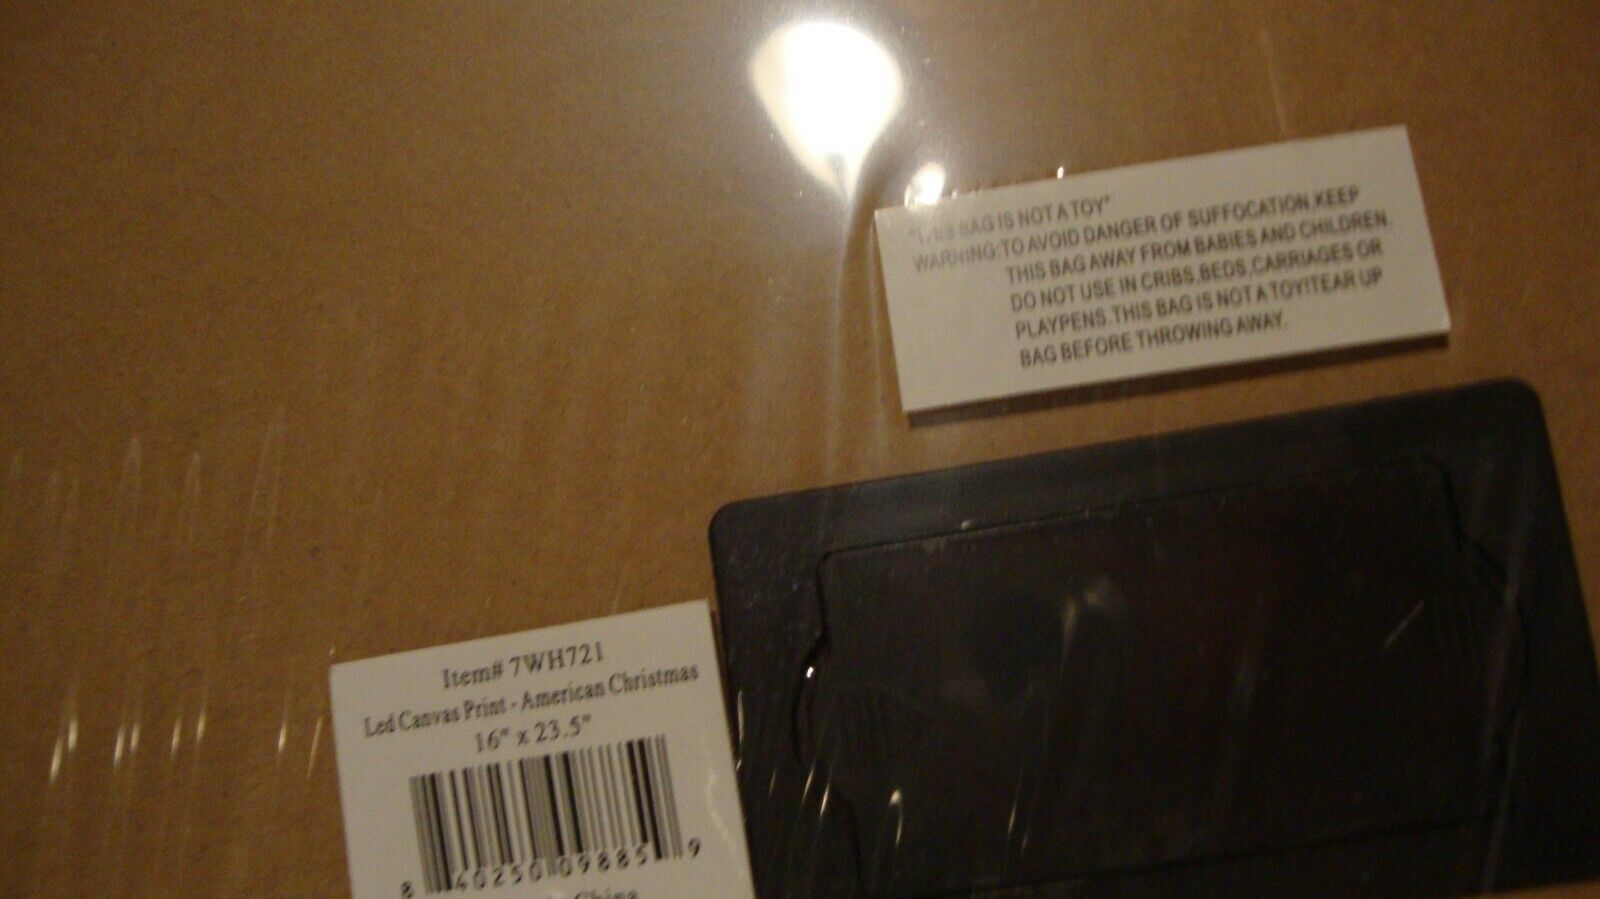 "THIS BAG IS NOT A TOY"
WARNING:TO AVOID DANGER OF SUFFOCATION.KEEP
THIS BAG AWAY FROM BABIES AND CHILDREN.
DO NOT USE IN CRIBS,BEDS,CARRIAGES OR
PLAYPENS.THIS BAG IS NOT A TOY!TEAR UP
BAG BEFORE THROWING AWAY.
Item# 7WH721
Led Canvas Print - American Christmas
16" x 23.5"
8 40250 09885 9
China